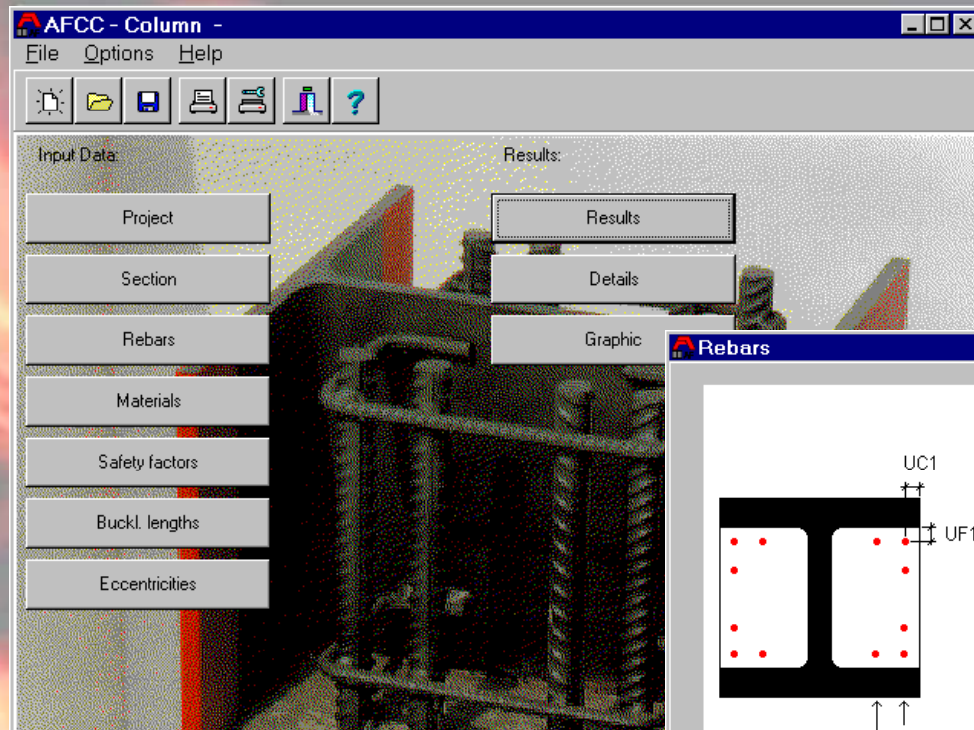 AFCC - Column -
File Options Help
?
Input Data:
Results:
Project
Results
Section
Details
Rebars
Graphic
Materials
Safety factors
Buckl. lengths
Eccentricities
Rebars
UC1
UF1